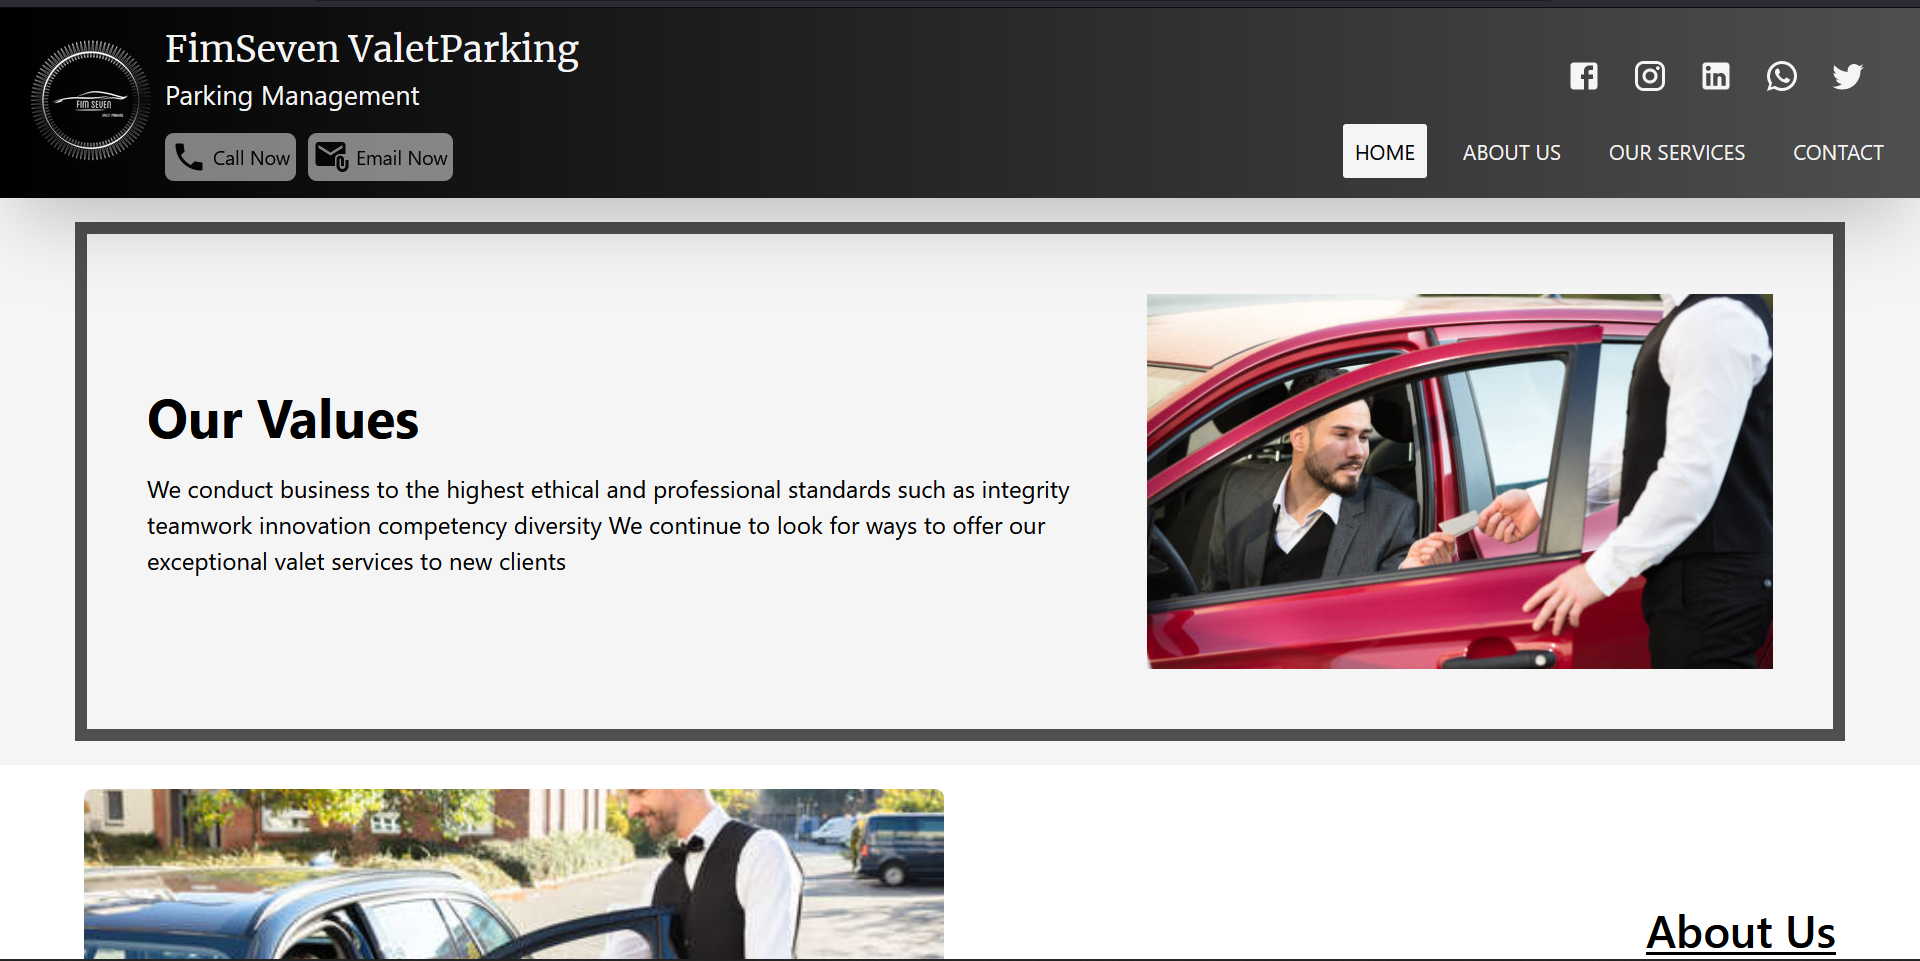 FimSeven ValetParking
Parking Management
FIM SEVEN
VALET PARKING
Call Now
Email Now
HOME
ABOUT US
OUR SERVICES
CONTACT
Our Values
We conduct business to the highest ethical and professional standards such as integrity
teamwork innovation competency diversity We continue to look for ways to offer our
exceptional valet services to new clients
About Us